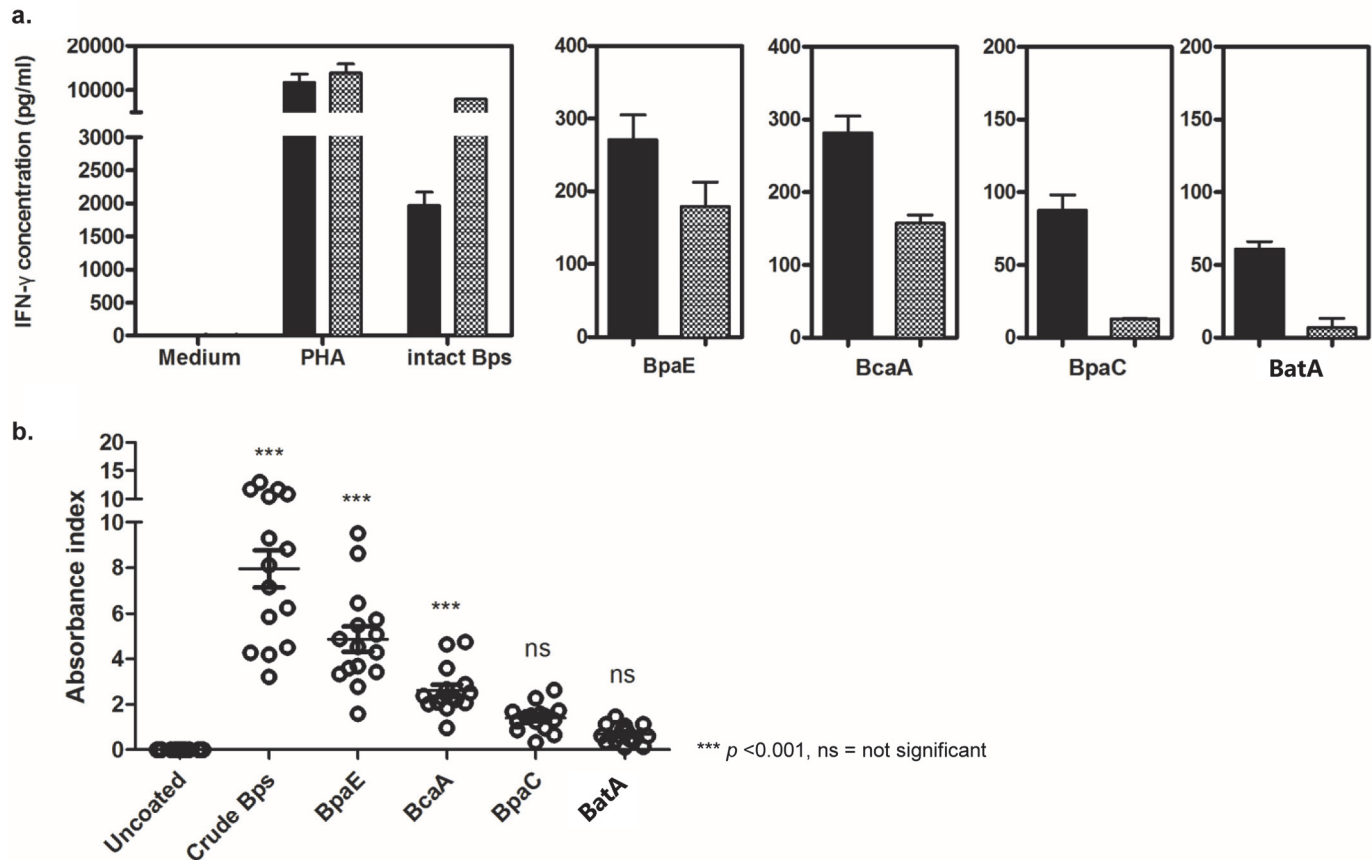 a.
IFN-γ concentration (pg/ml)
20000
10000
3000
2500
2000
1500
1000
500
0
Medium PHA intact Bps
400
300
200
100
0
BpaE
400
300
200
100
0
BcaA
200
150
100
50
0
BpaC
200
150
100
50
0
BatA
b.
Absorbance index
20
15
10
10
8
6
4
2
0
***
***
***
ns
ns
Uncoated
Crude Bps
BpaE
BcaA
BpaC
BatA
*** p <0.001, ns = not significant